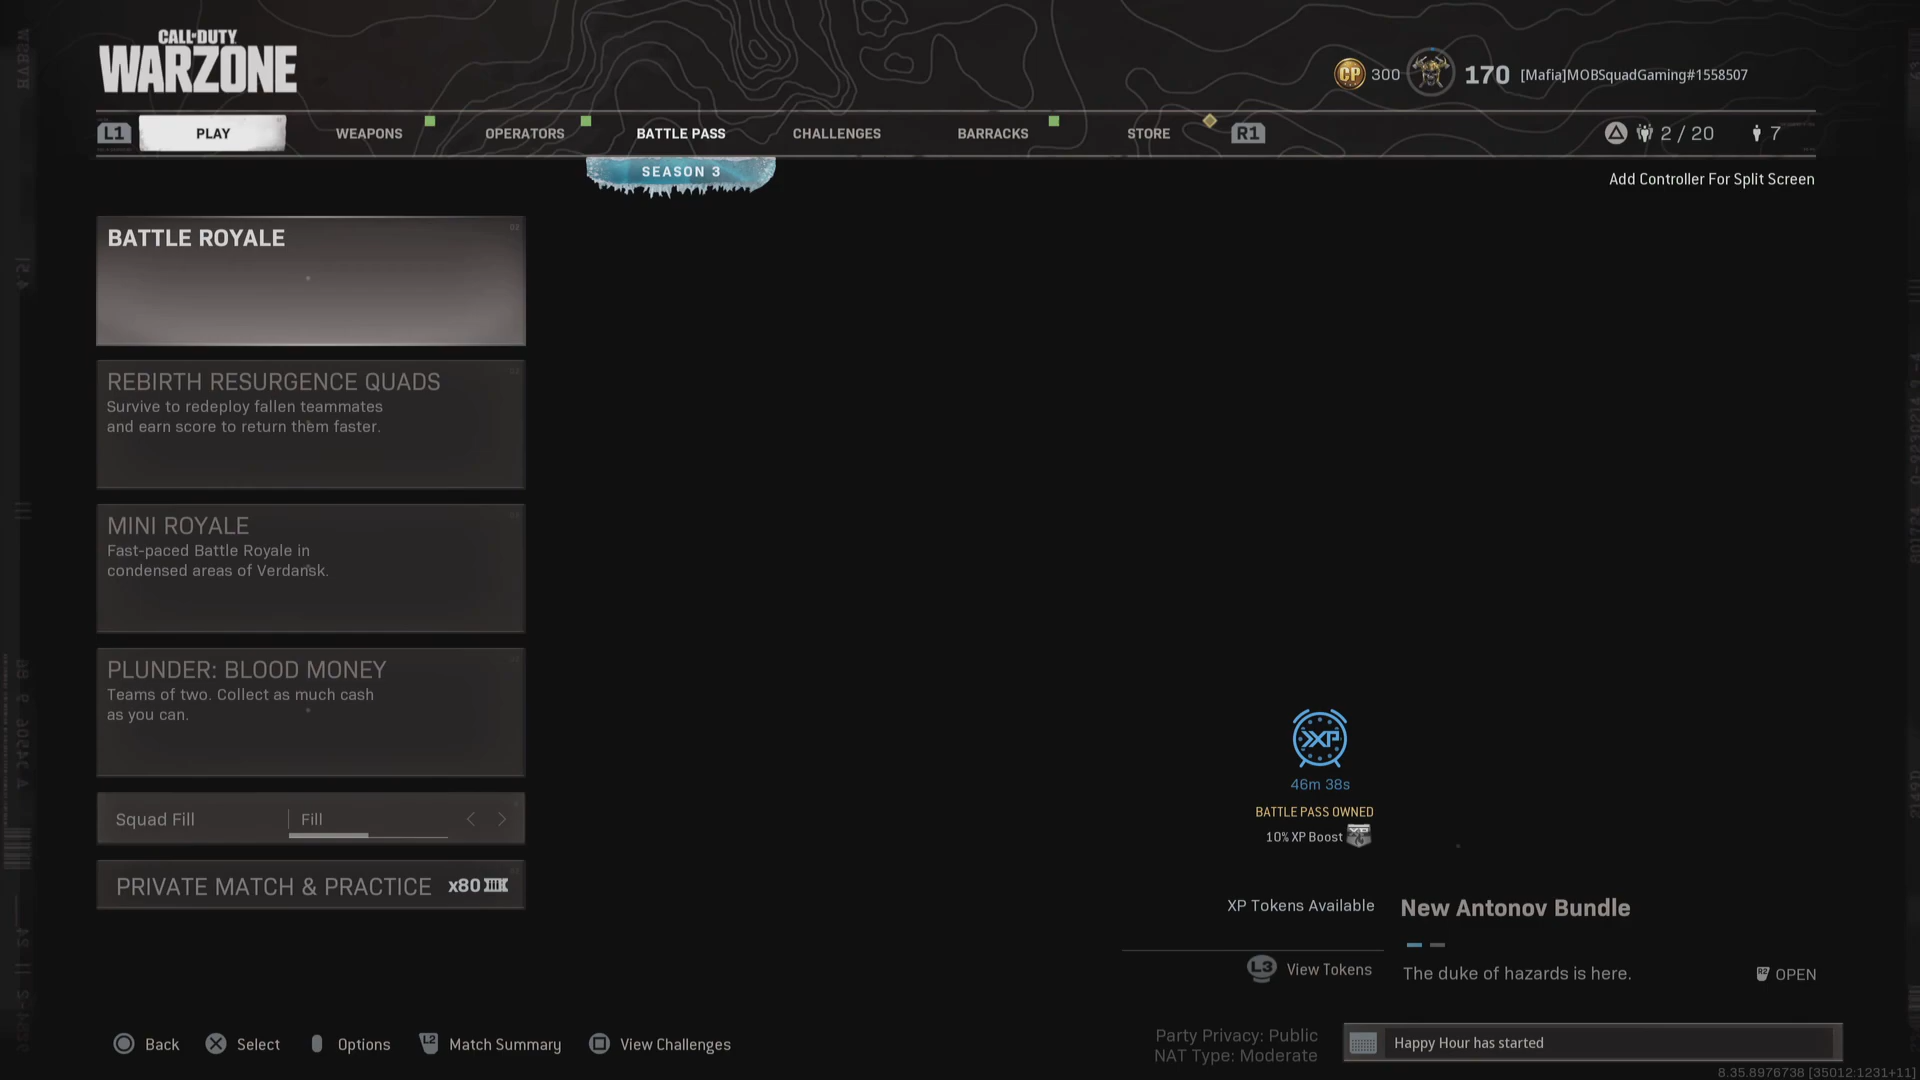 CALL OF DUTY
WARZONE
CP 300 170 [Mafia]MOBSquadGaming#1558507
L1 PLAY WEAPONS OPERATORS BATTLE PASS CHALLENGES BARRACKS STORE R1 2 / 20 7
SEASON 3
Add Controller For Split Screen
BATTLE ROYALE
REBIRTH RESURGENCE QUADS
Survive to redeploy fallen teammates
and earn score to return them faster.
MINI ROYALE
Fast-paced Battle Royale in
condensed areas of Verdansk.
PLUNDER: BLOOD MONEY
Teams of two. Collect as much cash
as you can.
Squad Fill Fill
PRIVATE MATCH & PRACTICE x80
XP
46m 38s
BATTLE PASS OWNED
10% XP Boost XP
XP Tokens Available
L3 View Tokens
New Antonov Bundle
The duke of hazards is here.
R2 OPEN
Back Select Options L2 Match Summary View Challenges
Party Privacy: Public
NAT Type: Moderate
Happy Hour has started
8.35.8976738 [35012:1231+11]